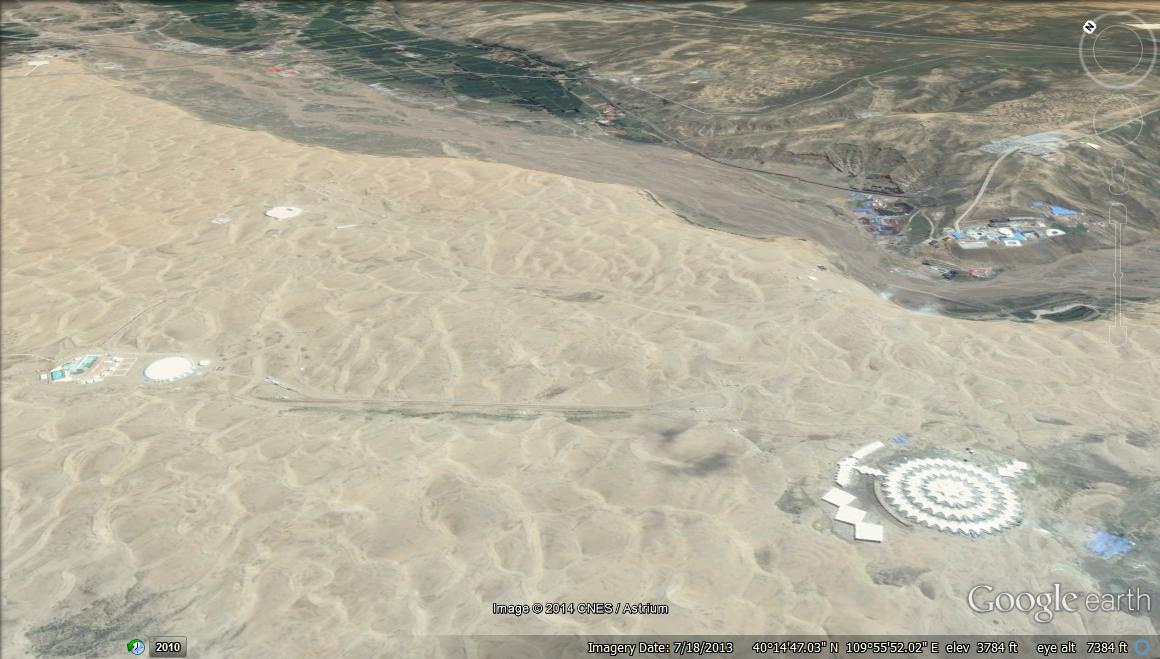 N
Image © 2014 CNES / Astrium
Google earth
2010
Imagery Date: 7/18/2013 40°14'47.03" N 109°55'52.02" E elev 3784 ft eye alt 7384 ft